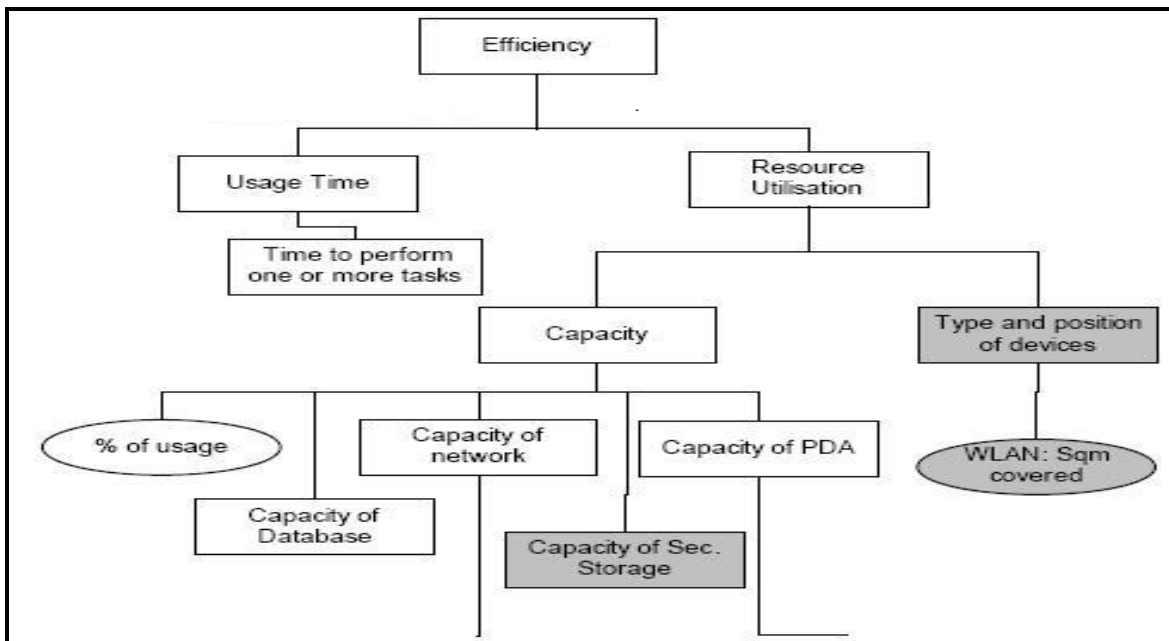 Efficiency
Usage Time
Resource
Utilisation
Time to perform
one or more tasks
Capacity
Type and position
of devices
% of usage
Capacity of
network
Capacity of PDA
WLAN: Sqm
covered
Capacity of
Database
Capacity of Sec.
Storage